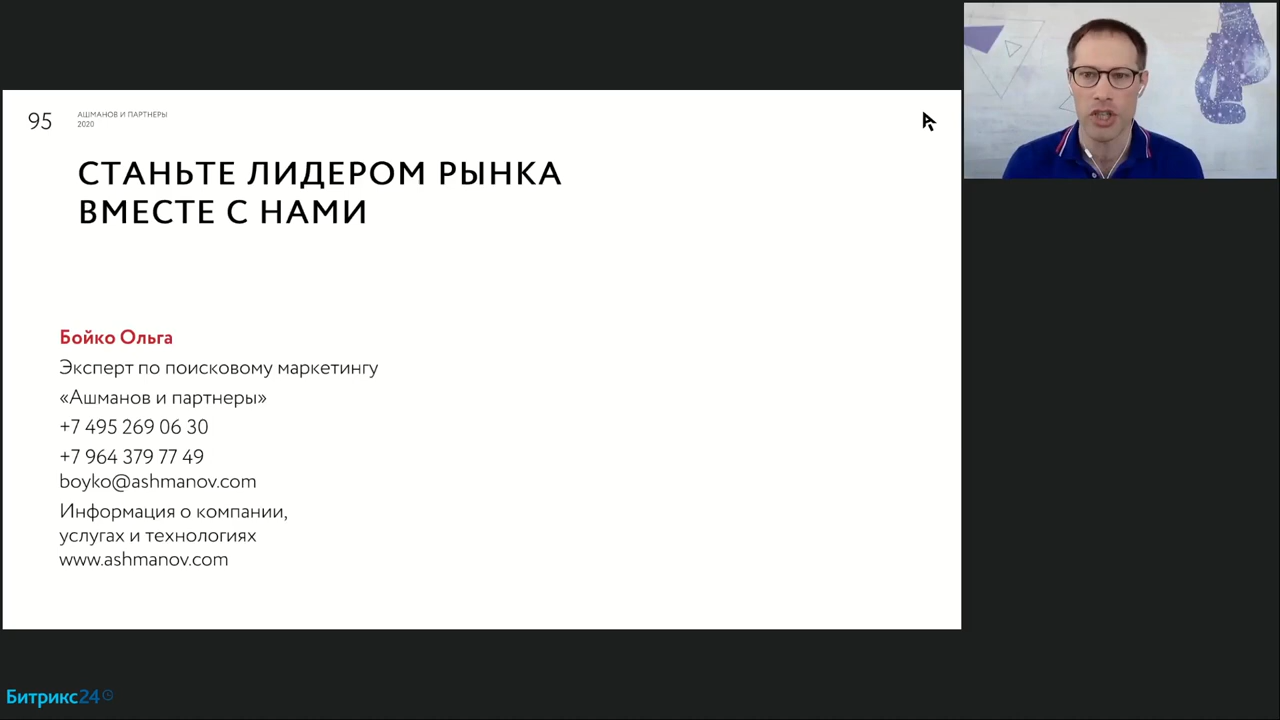 95
АШМАНОВ И ПАРТНЕРЫ
2020
СТАНЬТЕ ЛИДЕРОМ РЫНКА
ВМЕСТЕ С НАМИ
Бойко Ольга
Эксперт по поисковому маркетингу
«Ашманов и партнеры»
+7 495 269 06 30
+7 964 379 77 49
boyko@ashmanov.com
Информация о компании,
услугах и технологиях
www.ashmanov.com
Битрикс24